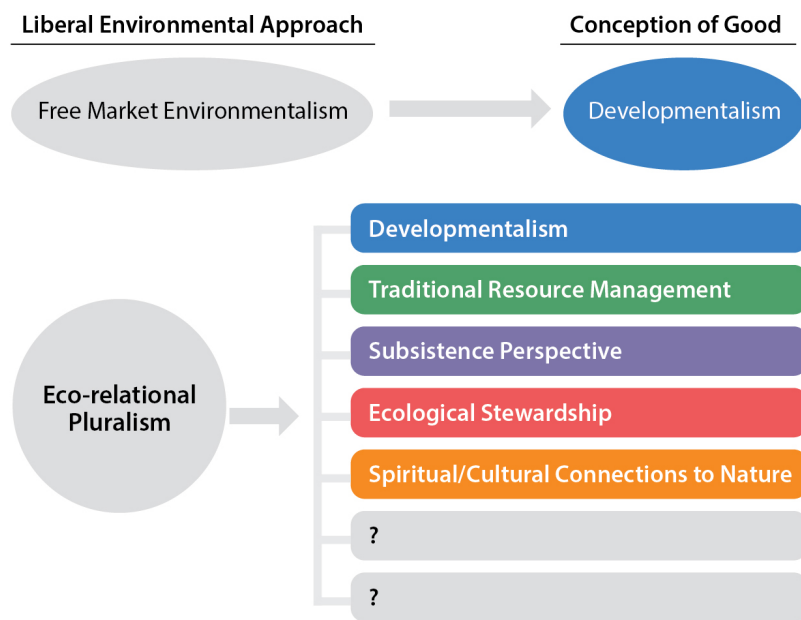 Liberal Environmental Approach
Conception of Good
Free Market Environmentalism
Developmentalism
Eco-relational
Pluralism
Developmentalism
Traditional Resource Management
Subsistence Perspective
Ecological Stewardship
Spiritual/Cultural Connections to Nature
?
?